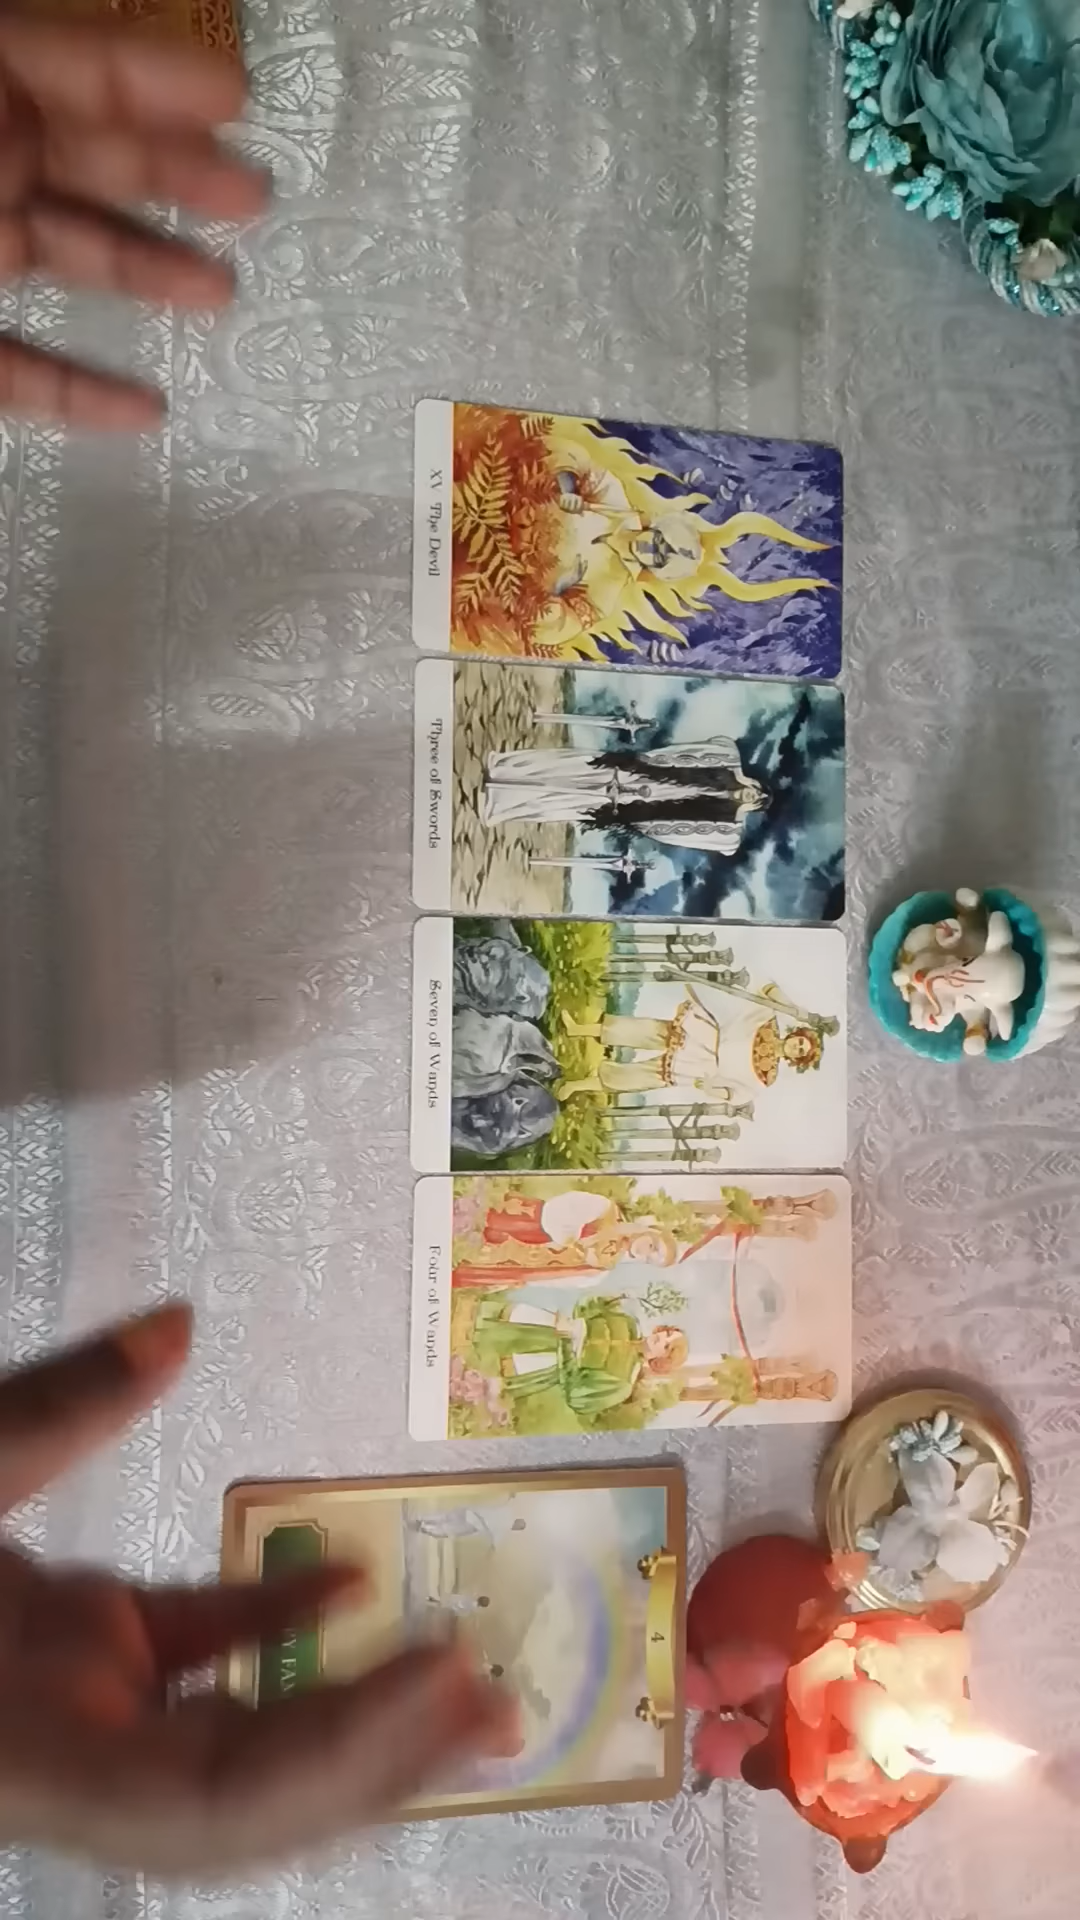 XV The Devil
Three of Swords
Seven of Wands
Four of Wands
4